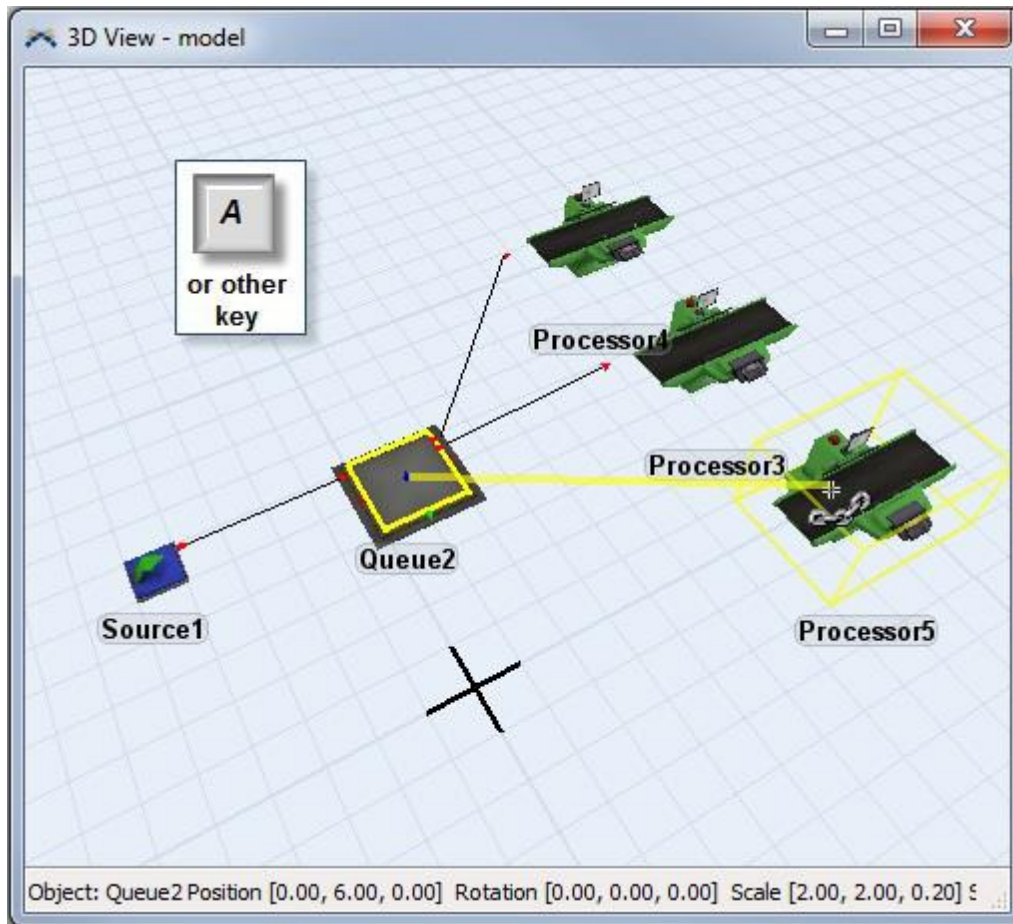 3D View - model
A
or other
key
Processor4
Processor3
Queue2
Source1
Processor5
Object: Queue2 Position [0.00, 6.00, 0.00] Rotation [0.00, 0.00, 0.00] Scale [2.00, 2.00, 0.20] S